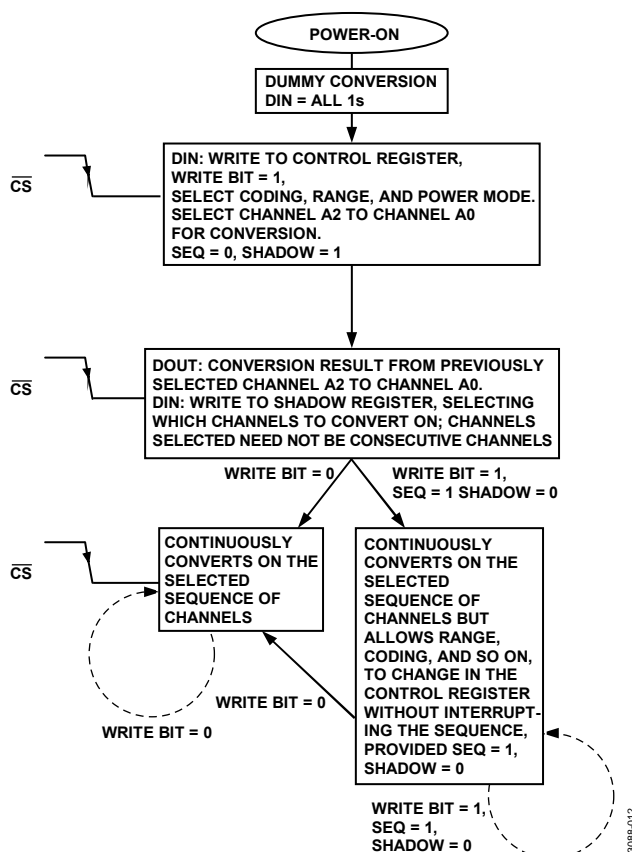 POWER-ON
DUMMY CONVERSION
DIN = ALL 1s
CS
DIN: WRITE TO CONTROL REGISTER,
WRITE BIT = 1,
SELECT CODING, RANGE, AND POWER MODE.
SELECT CHANNEL A2 TO CHANNEL A0
FOR CONVERSION.
SEQ = 0, SHADOW = 1
CS
DOUT: CONVERSION RESULT FROM PREVIOUSLY
SELECTED CHANNEL A2 TO CHANNEL A0.
DIN: WRITE TO SHADOW REGISTER, SELECTING
WHICH CHANNELS TO CONVERT ON; CHANNELS
SELECTED NEED NOT BE CONSECUTIVE CHANNELS
WRITE BIT = 0
WRITE BIT = 1,
SEQ = 1 SHADOW = 0
CS
CONTINUOUSLY
CONVERTS ON THE
SELECTED
SEQUENCE OF
CHANNELS
CONTINUOUSLY
CONVERTS ON THE
SELECTED
SEQUENCE OF
CHANNELS BUT
ALLOWS RANGE,
CODING, AND SO ON,
TO CHANGE IN THE
CONTROL REGISTER
WITHOUT INTERRUPT-
ING THE SEQUENCE,
PROVIDED SEQ = 1,
SHADOW = 0
WRITE BIT = 0
WRITE BIT = 0
WRITE BIT = 1,
SEQ = 1,
SHADOW = 0